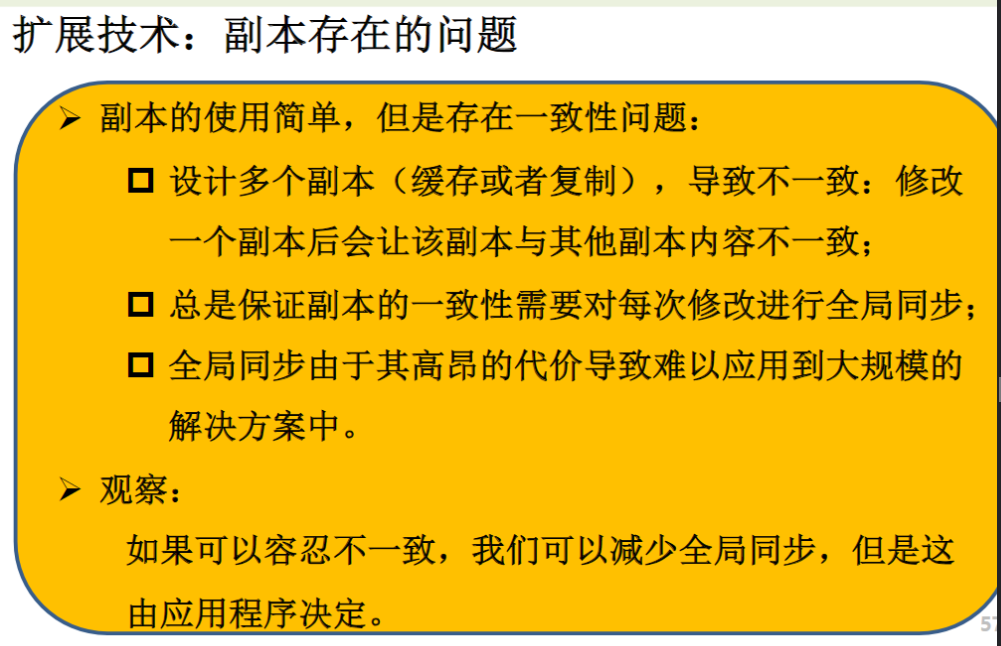 扩展技术：副本存在的问题
➢ 副本的使用简单，但是存在一致性问题：
设计多个副本（缓存或者复制），导致不一致：修改
一个副本后会让该副本与其他副本内容不一致；
总是保证副本的一致性需要对每次修改进行全局同步；
全局同步由于其高昂的代价导致难以应用到大规模的
解决方案中。
➢ 观察：
如果可以容忍不一致，我们可以减少全局同步，但是这
由应用程序决定。
57